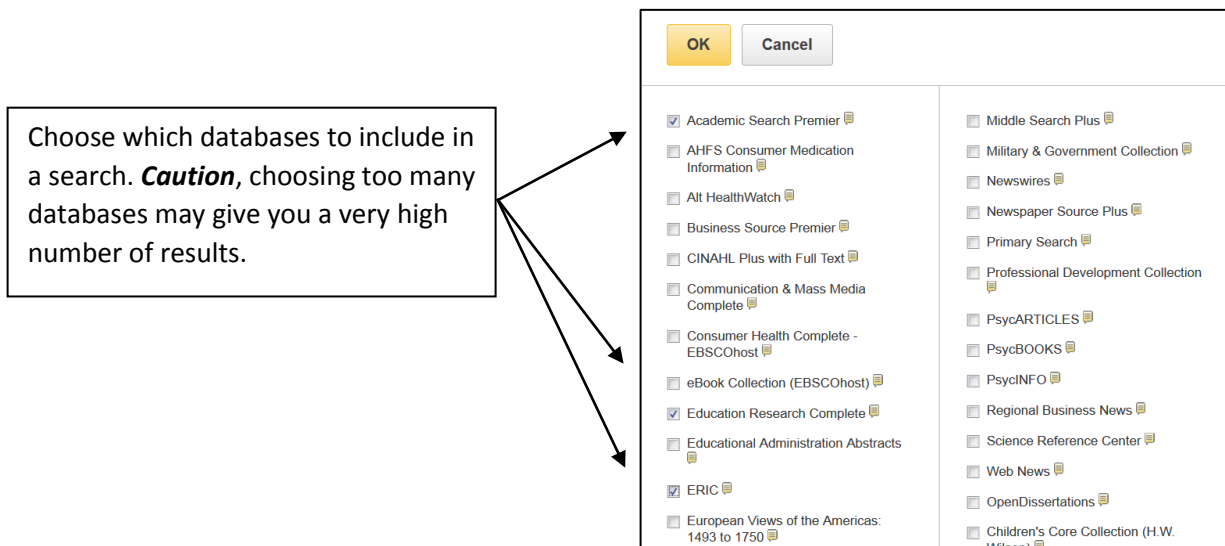 OK
Cancel
Choose which databases to include in
a search. Caution, choosing too many
databases may give you a very high
number of results.
Academic Search Premier
AHFS Consumer Medication
Information
Alt HealthWatch
Business Source Premier
CINAHL Plus with Full Text
Communication & Mass Media
Complete
Consumer Health Complete -
EBSCOhost
eBook Collection (EBSCOhost)
Education Research Complete
Educational Administration Abstracts
ERIC
European Views of the Americas:
1493 to 1750
Middle Search Plus
Military & Government Collection
Newswires
Newspaper Source Plus
Primary Search
Professional Development Collection
PsycARTICLES
PsycBOOKS
PsycINFO
Regional Business News
Science Reference Center
Web News
OpenDissertations
Children's Core Collection (H.W.
Wilson)